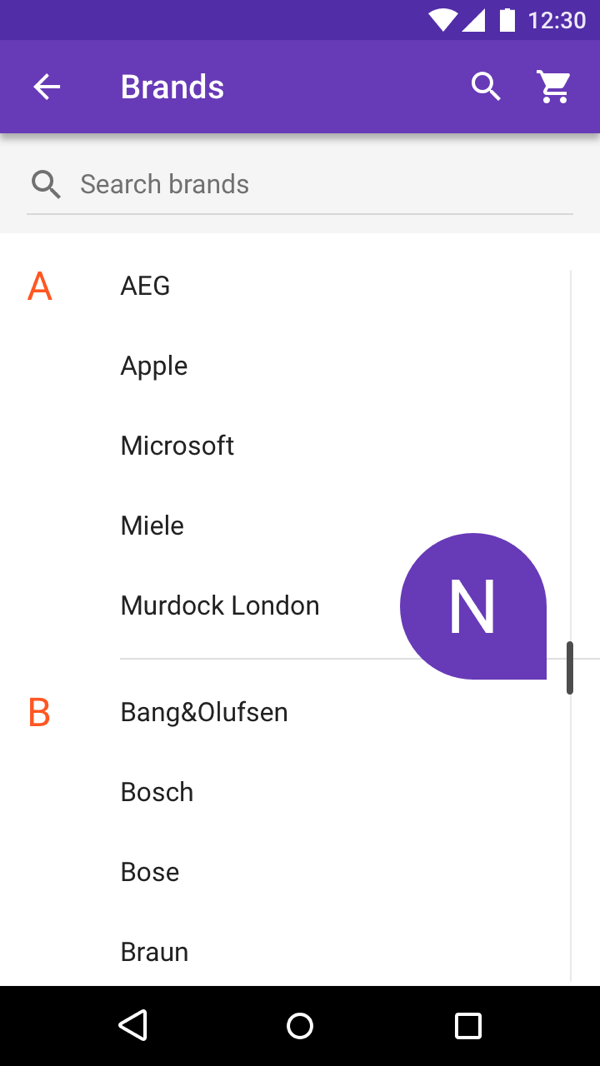 12:30
Brands
Search brands
A
AEG
Apple
Microsoft
Miele
Murdock London
N
B
Bang&Olufsen
Bosch
Bose
Braun